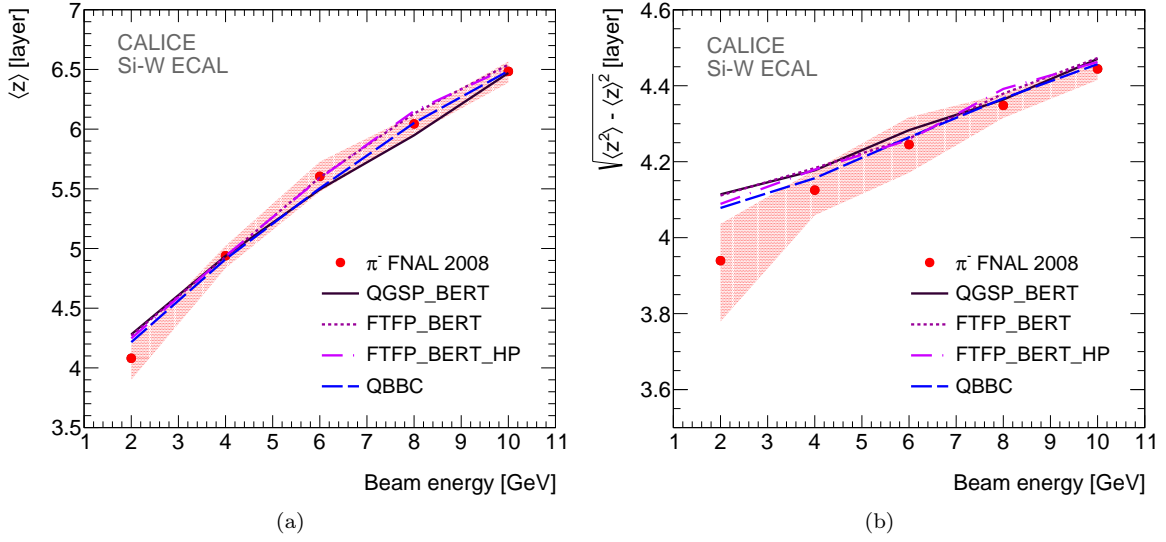 ⟨z⟩ [layer]
7
6.5
6
5.5
5
4.5
4
3.5
CALICE
Si-W ECAL
π⁻ FNAL 2008
QGSP_BERT
FTFP_BERT
FTFP_BERT_HP
QBBC
1 2 3 4 5 6 7 8 9 10 11
Beam energy [GeV]
(a)
√⟨z²⟩ - ⟨z⟩² [layer]
4.6
4.4
4.2
4
3.8
3.6
CALICE
Si-W ECAL
π⁻ FNAL 2008
QGSP_BERT
FTFP_BERT
FTFP_BERT_HP
QBBC
1 2 3 4 5 6 7 8 9 10 11
Beam energy [GeV]
(b)